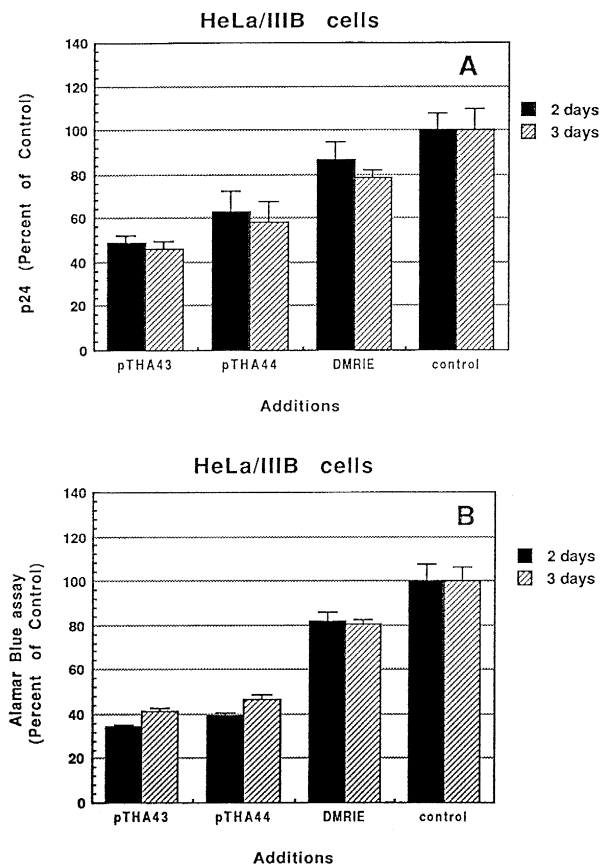 HeLa/IIIB cells
140
A
120
100
80
60
40
20
0
p24 (Percent of Control)
2 days
3 days
pTHA43 pTHA44 DMRIE control
Additions
HeLa/IIIB cells
140
B
120
100
80
60
40
20
0
Alamar Blue assay
(Percent of Control)
2 days
3 days
pTHA43 pTHA44 DMRIE control
Additions